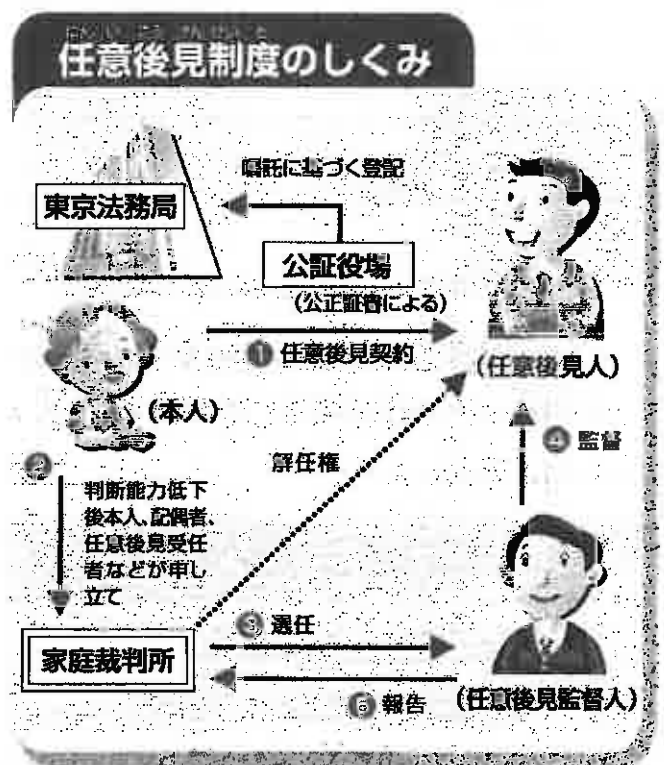 任意後見制度のしくみ
嘱託に基づく登記
東京法務局
公証役場
(公正証書による)
❶ 任意後見契約
(任意後見人)
(本人)
❷
判断能力低下
後本人、配偶者、
任意後見受任
者などが申し
立て
解任権
❹ 監督
❸ 選任
家庭裁判所
❺ 報告
(任意後見監督人)